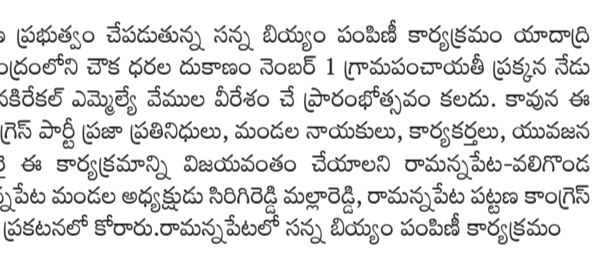 ప్రభుత్వం చేపడుతున్న సన్న బియ్యం పంపిణీ కార్యక్రమం యాదాద్రి
ంద్రంలోని చౌక ధరల దుకాణం నెంబర్ 1 గ్రామపంచాయతీ ప్రక్కన నేడు
నకిరేకల్ ఎమ్మెల్యే వేముల వీరేశం చే ప్రారంభోత్సవం కలదు. కావున ఈ
గ్రెస్ పార్టీ ప్రజా ప్రతినిధులు, మండల నాయకులు, కార్యకర్తలు, యువజన
ఈ కార్యక్రమాన్ని విజయవంతం చేయాలని రామన్నపేట-వలిగొండ
న్నపేట మండల అధ్యక్షుడు సిరిగిరెడ్డి మల్లారెడ్డి, రామన్నపేట పట్టణ కాంగ్రెస్
ప్రకటనలో కోరారు.రామన్నపేటలో సన్న బియ్యం పంపిణీ కార్యక్రమం